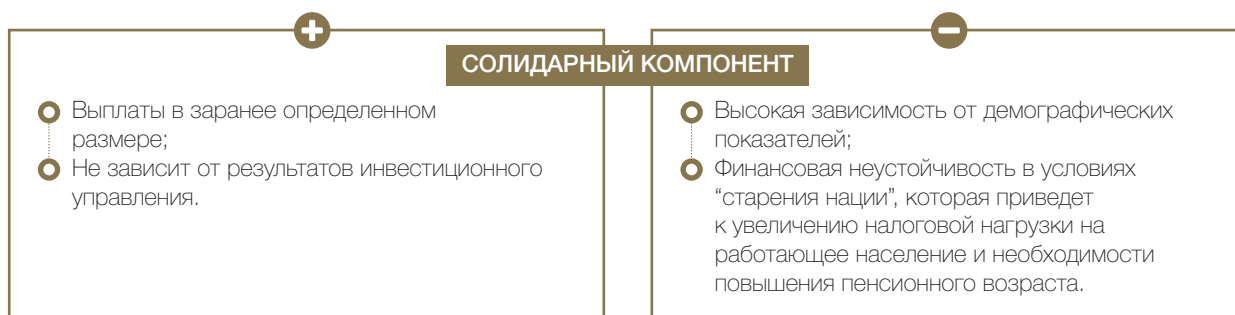 СОЛИДАРНЫЙ КОМПОНЕНТ
Выплаты в заранее определенном
размере;
Не зависит от результатов инвестиционного
управления.
Высокая зависимость от демографических
показателей;
Финансовая неустойчивость в условиях
“старения нации”, которая приведет
к увеличению налоговой нагрузки на
работающее население и необходимости
повышения пенсионного возраста.